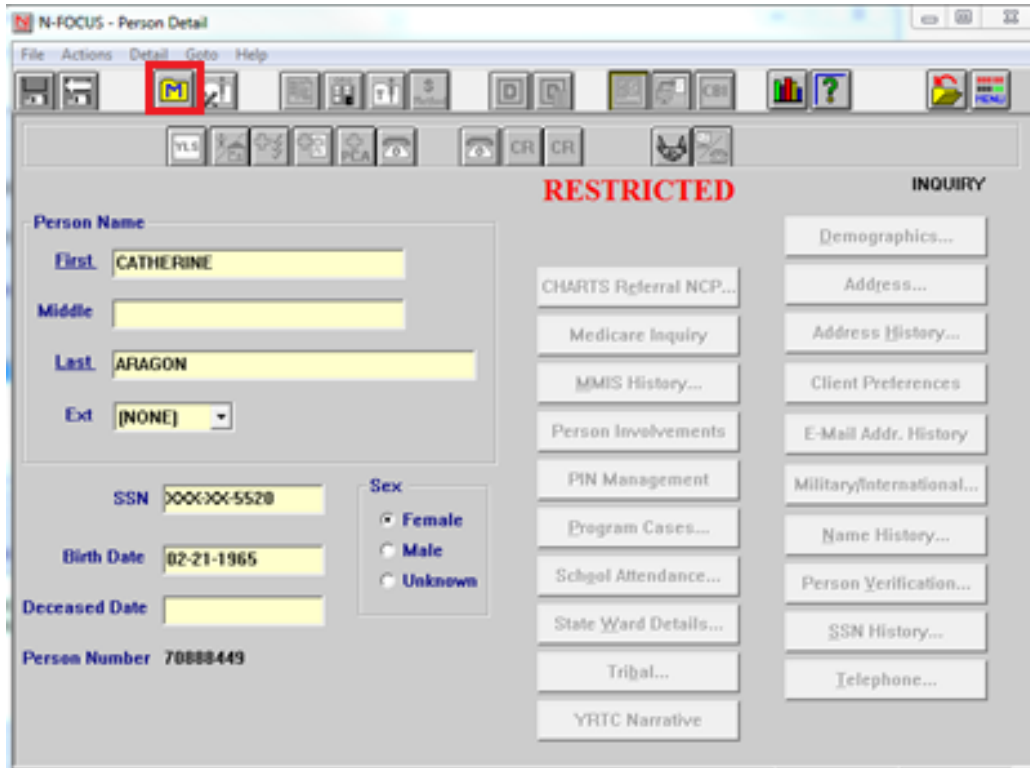 N-FOCUS - Person Detail
File Actions Detail Goto Help
M
T
$
D
D
CBI
?
MENU
YLS
PCA
CR
CR
RESTRICTED
INQUIRY
Person Name
First CATHERINE
Middle
Last ARAGON
Ext (NONE)
SSN XXX-XX-5520
Sex
Female
Male
Unknown
Birth Date 02-21-1965
Deceased Date
Person Number 70888449
CHARTS Referral NCP...
Medicare Inquiry
MMIS History...
Person Involvements
PIN Management
Program Cases...
School Attendance...
State Ward Details...
Tribal...
YRTC Narrative
Demographics...
Address...
Address History...
Client Preferences
E-Mail Addr. History
Military/International...
Name History...
Person Verification...
SSN History...
Telephone...